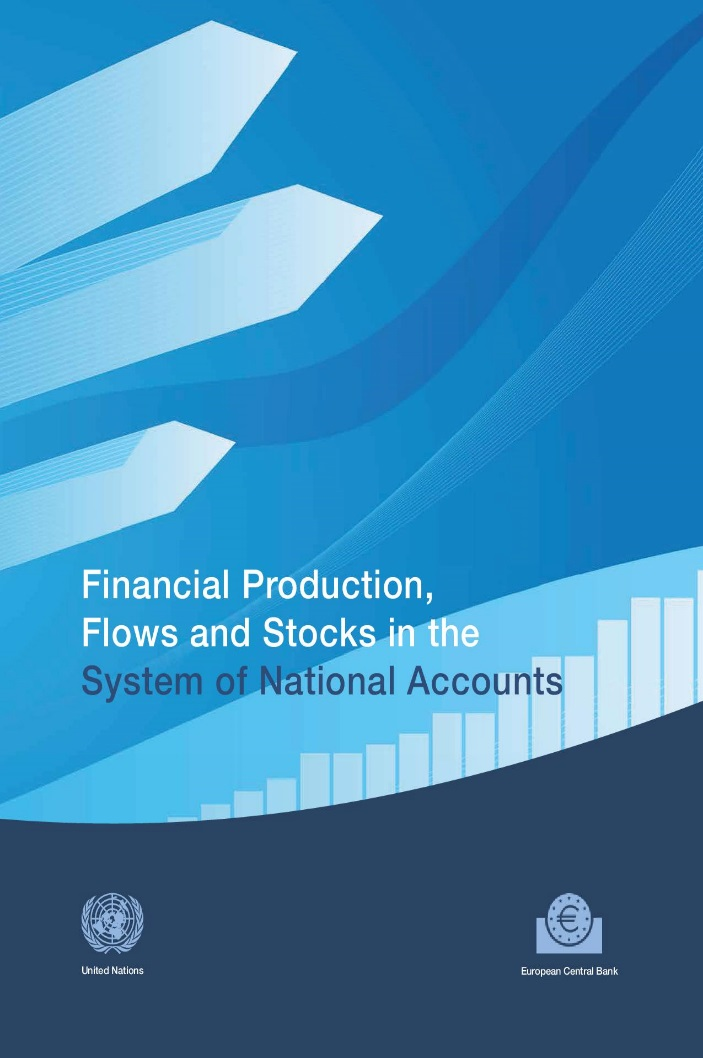 Financial Production,
Flows and Stocks in the
System of National Accounts
United Nations
European Central Bank